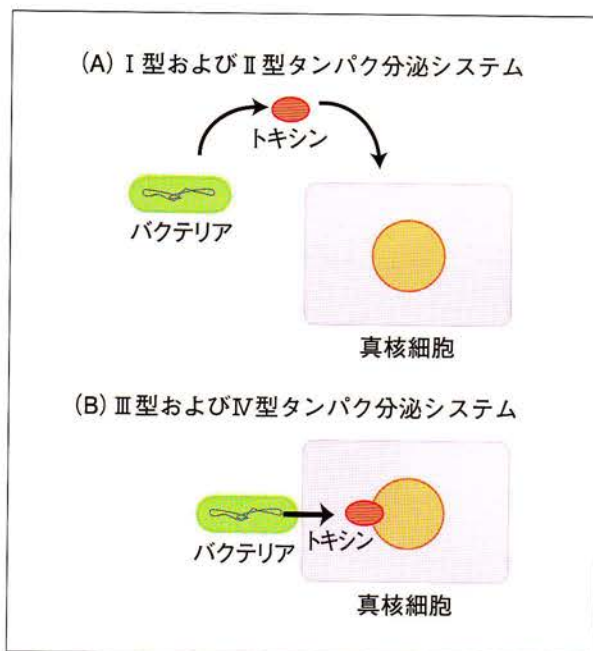 (A) Ⅰ型およびⅡ型タンパク分泌システム
トキシン
バクテリア
真核細胞
(B) Ⅲ型およびⅣ型タンパク分泌システム
バクテリア
トキシン
真核細胞